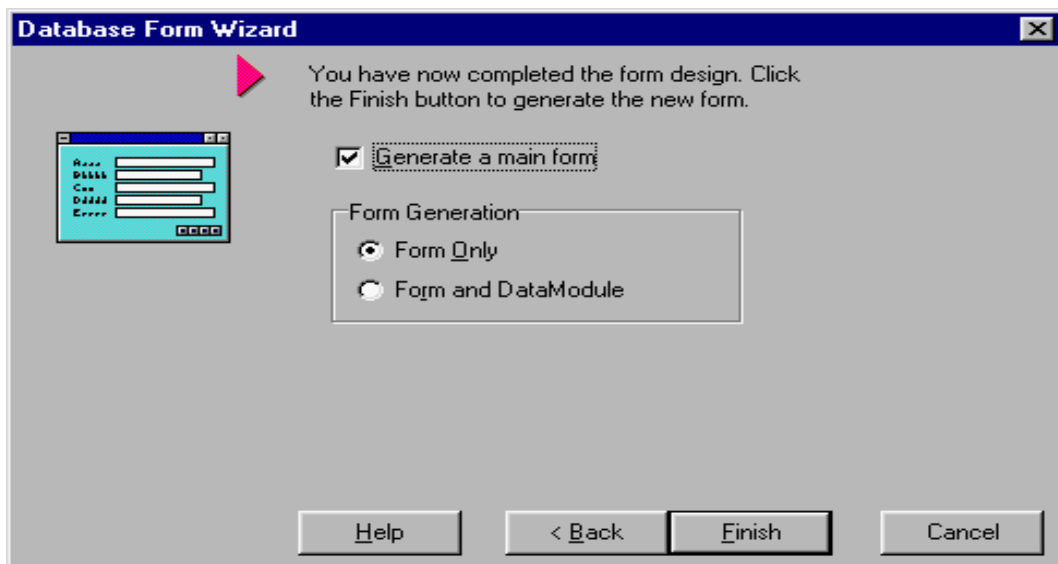 Database Form Wizard
You have now completed the form design. Click
the Finish button to generate the new form.
Generate a main form
Form Generation
Form Only
Form and DataModule
Help
< Back
Finish
Cancel